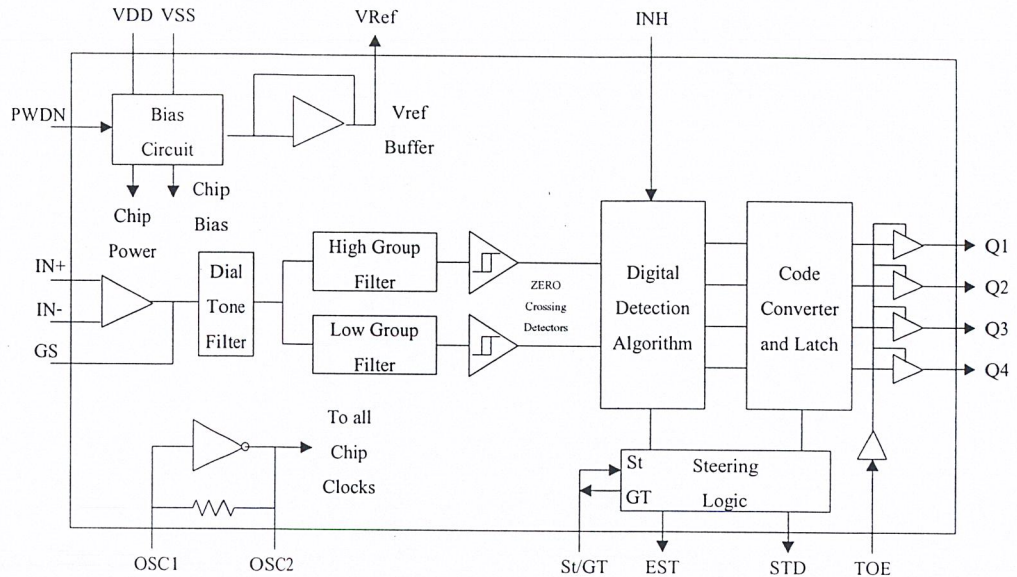 VDD VSS
VRef
INH
PWDN
Bias
Circuit
Vref
Buffer
Chip
Power
Chip
Bias
IN+
IN-
GS
Dial
Tone
Filter
High Group
Filter
Low Group
Filter
ZERO
Crossing
Detectors
Digital
Detection
Algorithm
Code
Converter
and Latch
Q1
Q2
Q3
Q4
To all
Chip
Clocks
St
GT
Steering
Logic
OSC1
OSC2
St/GT
EST
STD
TOE